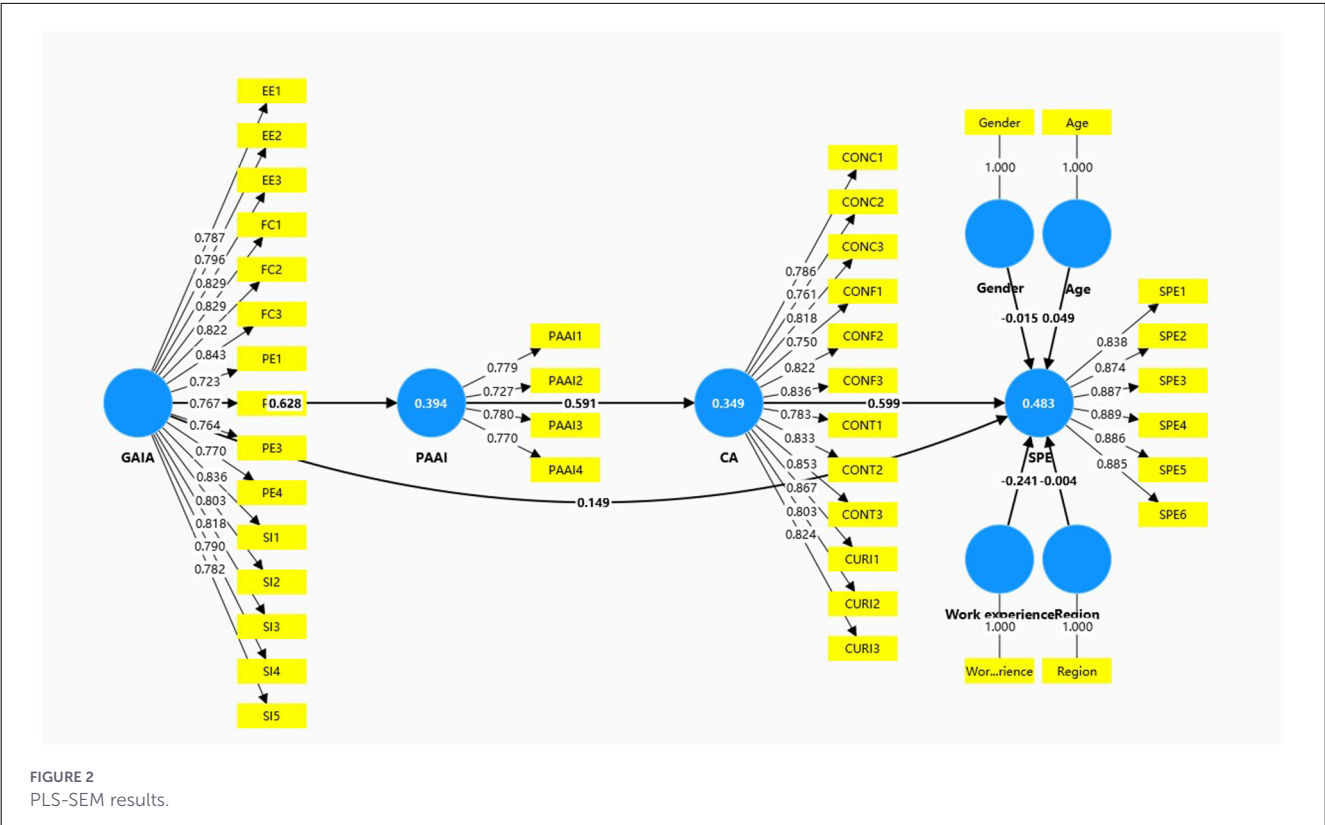 EE1
EE2
EE3
FC1
FC2
FC3
PE1
PE3
PE4
SI1
SI2
SI3
SI4
SI5
0.787
0.796
0.829
0.829
0.822
0.843
0.723
0.767
0.764
0.770
0.836
0.803
0.818
0.790
0.782
GAIA
0.628
0.394
PAAI
PAAI1
PAAI2
PAAI3
PAAI4
0.779
0.727
0.780
0.770
0.591
0.149
0.349
CA
CONC1
CONC2
CONC3
CONF1
CONF2
CONF3
CONT1
CONT2
CONT3
CURI1
CURI2
CURI3
0.786
0.761
0.818
0.750
0.822
0.836
0.783
0.833
0.853
0.867
0.803
0.824
0.599
Gender Age
1.000 1.000
Gender Age
-0.015 0.049
0.483
SPE
-0.241 -0.004
Work experience Region
1.000 1.000
Wor...rience Region
SPE1
SPE2
SPE3
SPE4
SPE5
SPE6
0.838
0.874
0.887
0.889
0.886
0.885
FIGURE 2
PLS-SEM results.